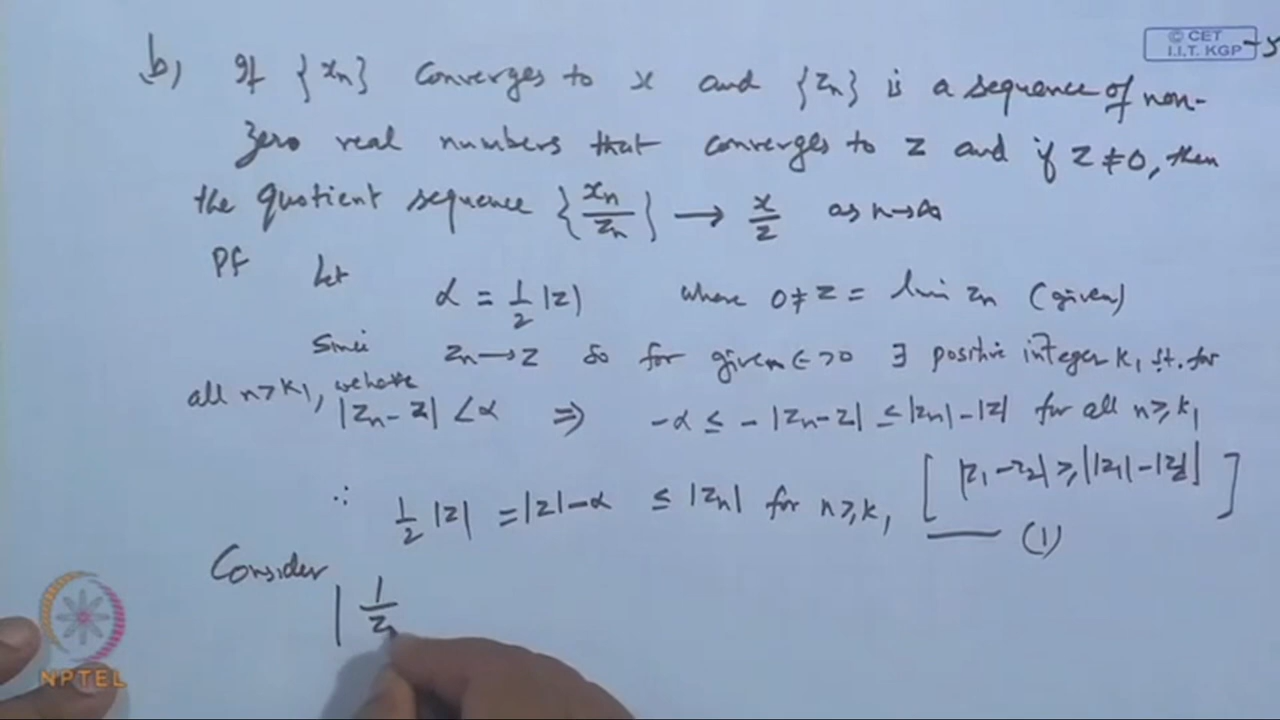 © CET
I.I.T. KGP
-5
b) If {xn} converges to x and {zn} is a sequence of non-
zero real numbers that converges to z and if z ≠ 0, then
the quotient sequence {xn/zn} → x/z as n→∞
Pf Let
α = 1/2 |z| where 0 ≠ z = lim zn (given)
Since zn → z so for given ε > 0 ∃ positive integer K1 s.t. for
all n ≥ K1, we have
|zn - z| < α ⇒ -α ≤ -|zn - z| ≤ |zn| - |z| for all n ≥ K1
∴ 1/2 |z| = |z| - α ≤ |zn| for n ≥ K1 [ |z1 - z2| ≥ ||z1| - |z2|| ]
—— (1)
Consider
| 1/z
NPTEL